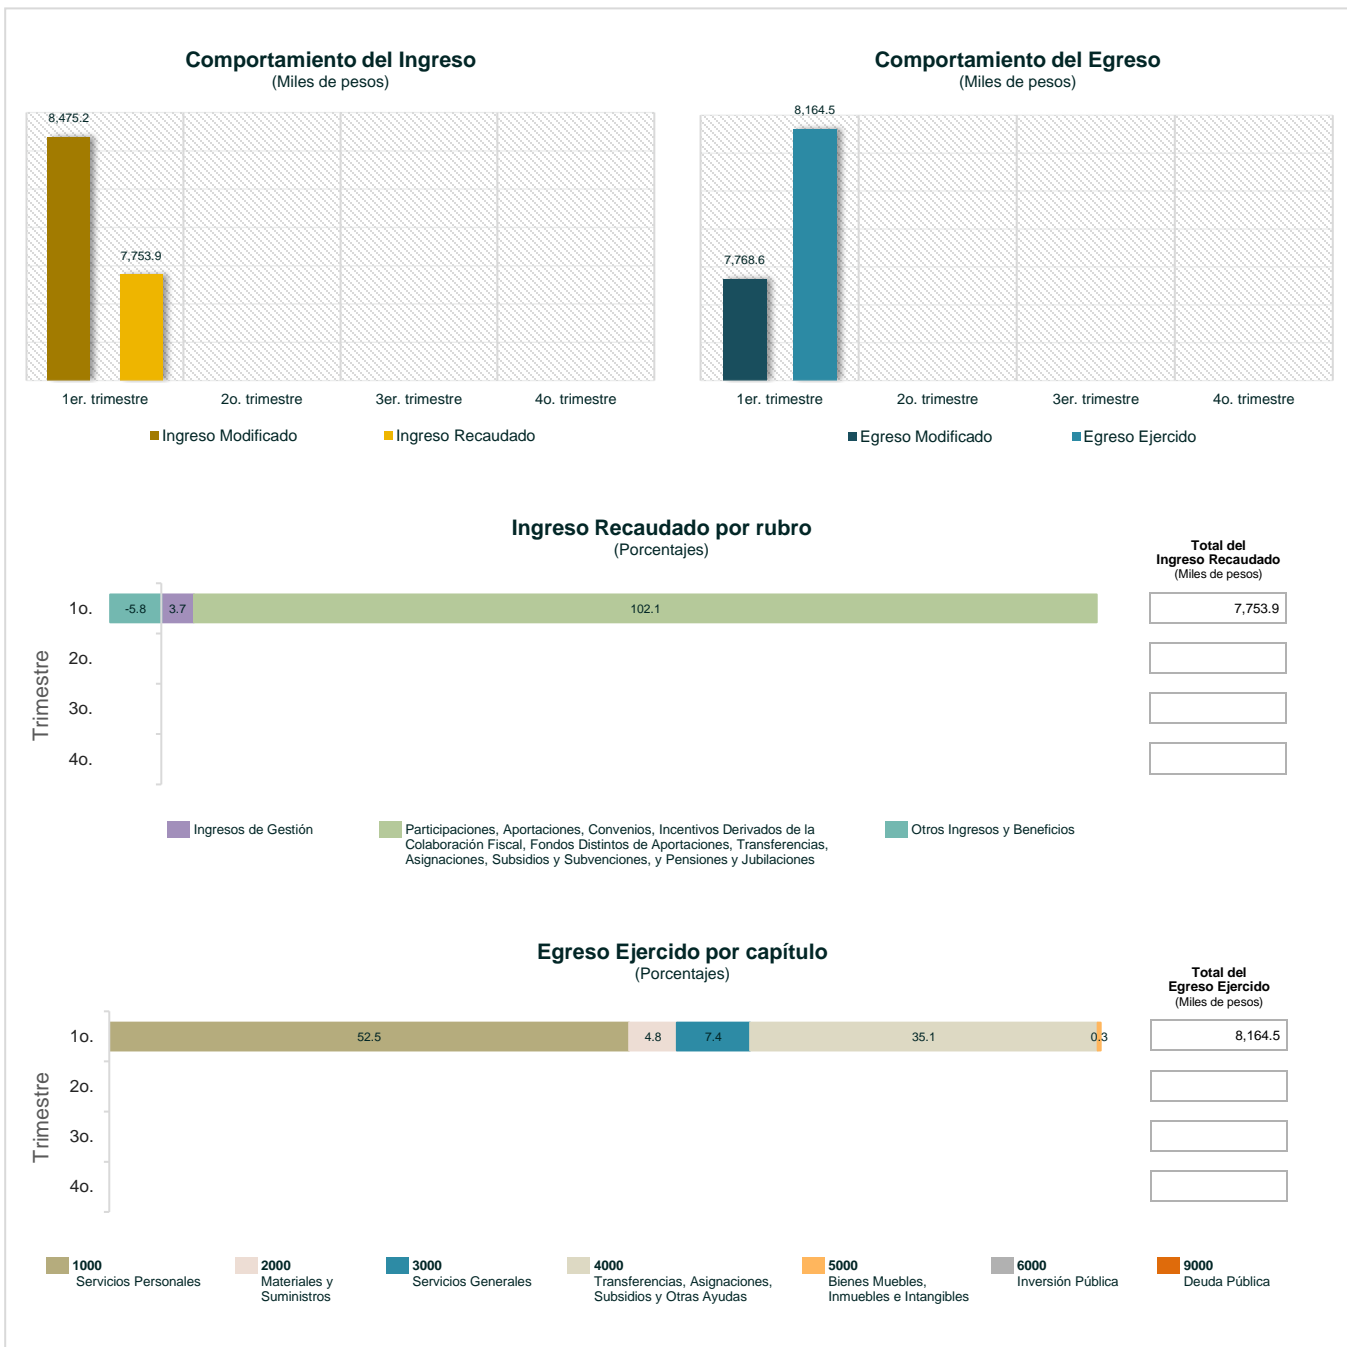 Comportamiento del Ingreso
(Miles de pesos)
8,475.2
7,753.9
1er. trimestre
2o. trimestre
3er. trimestre
4o. trimestre
Ingreso Modificado
Ingreso Recaudado
Comportamiento del Egreso
(Miles de pesos)
8,164.5
7,768.6
1er. trimestre
2o. trimestre
3er. trimestre
4o. trimestre
Egreso Modificado
Egreso Ejercido
Ingreso Recaudado por rubro
(Porcentajes)
Total del
Ingreso Recaudado
(Miles de pesos)
Trimestre
1o.
-5.8
3.7
102.1
7,753.9
2o.
3o.
4o.
Ingresos de Gestión
Participaciones, Aportaciones, Convenios, Incentivos Derivados de la
Colaboración Fiscal, Fondos Distintos de Aportaciones, Transferencias,
Asignaciones, Subsidios y Subvenciones, y Pensiones y Jubilaciones
Otros Ingresos y Beneficios
Egreso Ejercido por capítulo
(Porcentajes)
Total del
Egreso Ejercido
(Miles de pesos)
Trimestre
1o.
52.5
4.8
7.4
35.1
0.3
8,164.5
2o.
3o.
4o.
1000
Servicios Personales
2000
Materiales y
Suministros
3000
Servicios Generales
4000
Transferencias, Asignaciones,
Subsidios y Otras Ayudas
5000
Bienes Muebles,
Inmuebles e Intangibles
6000
Inversión Pública
9000
Deuda Pública